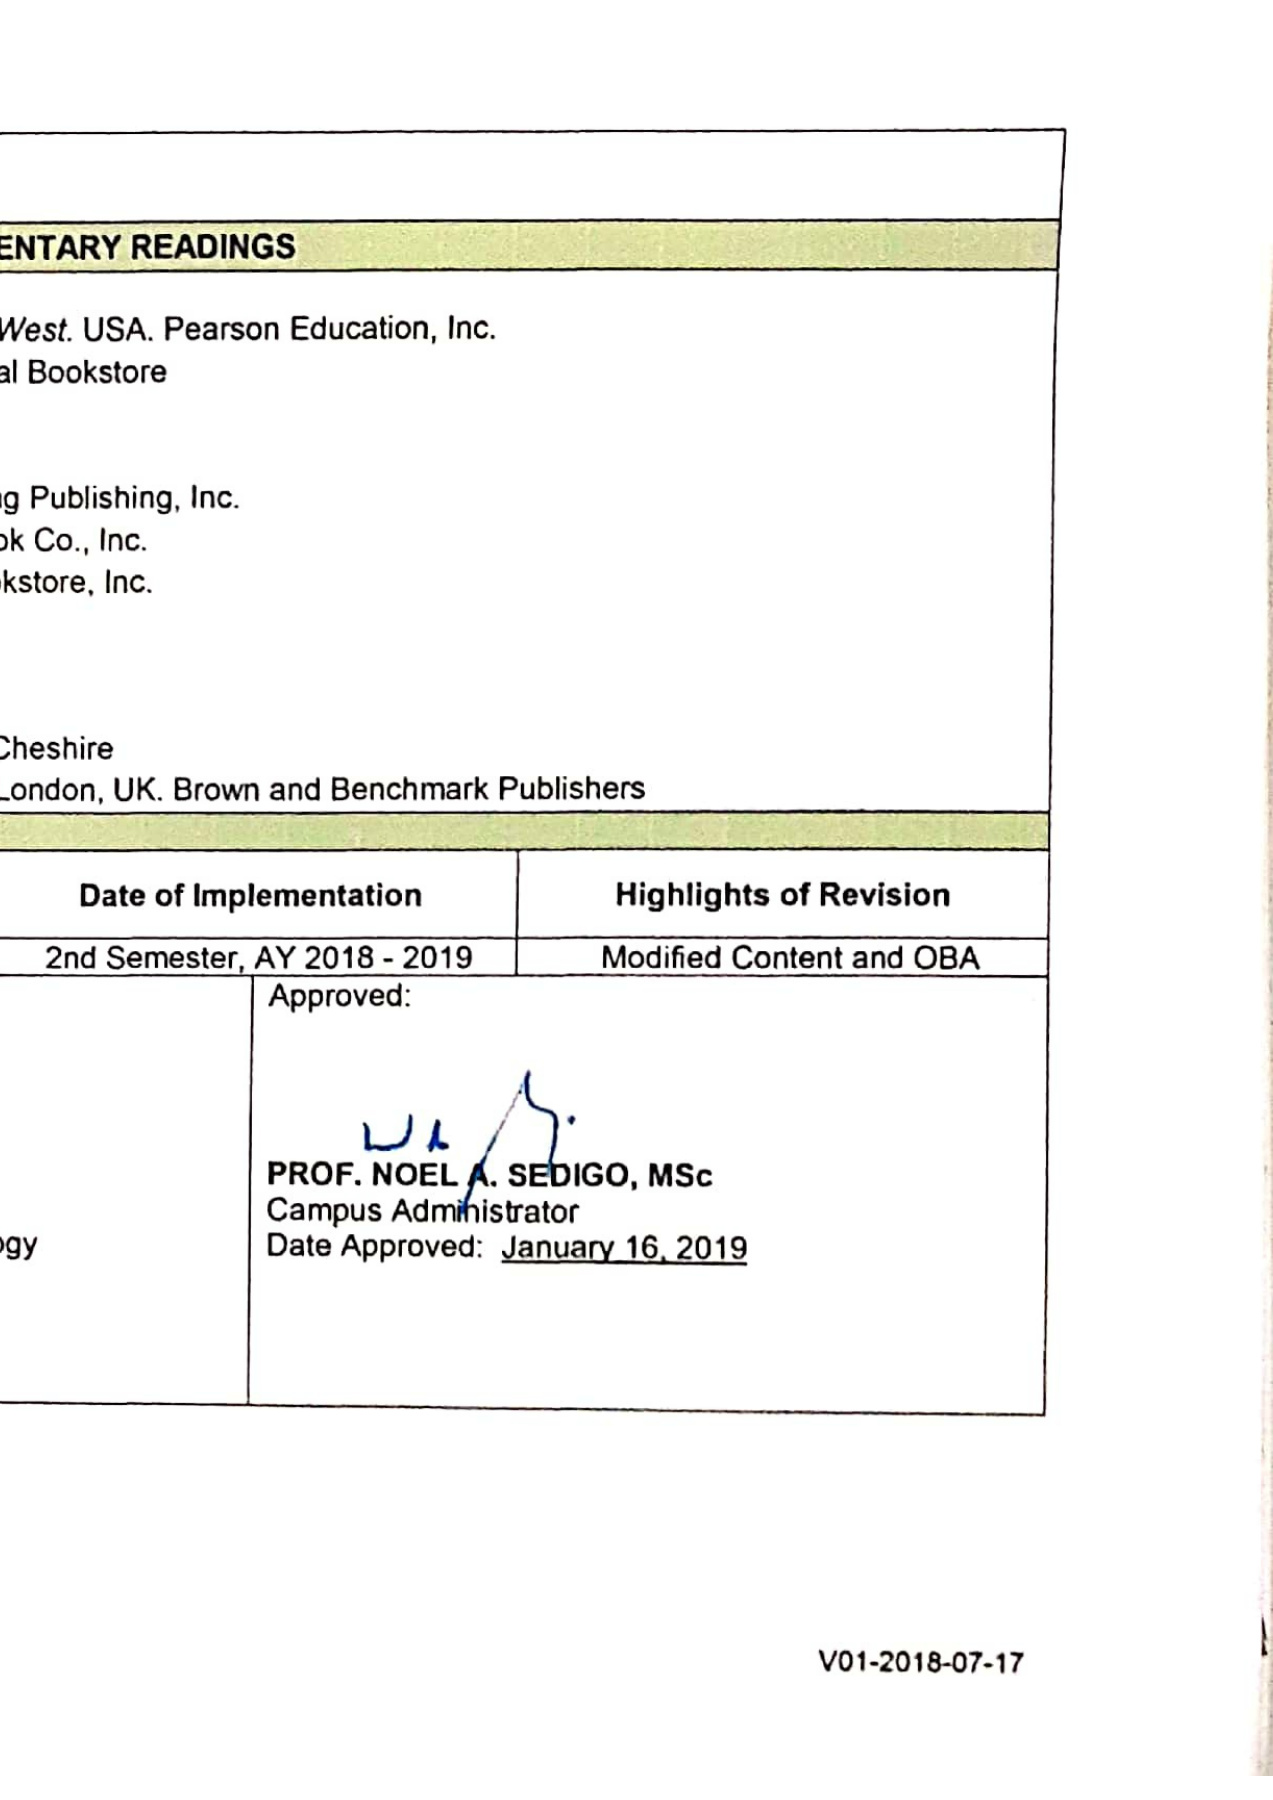 ENTARY READINGS
West. USA. Pearson Education, Inc.
al Bookstore
g Publishing, Inc.
ok Co., Inc.
kstore, Inc.
Cheshire
London, UK. Brown and Benchmark Publishers
Date of Implementation Highlights of Revision
2nd Semester, AY 2018 - 2019 Modified Content and OBA
Approved:
PROF. NOEL A. SEDIGO, MSc
Campus Administrator
ogy Date Approved: January 16, 2019
V01-2018-07-17